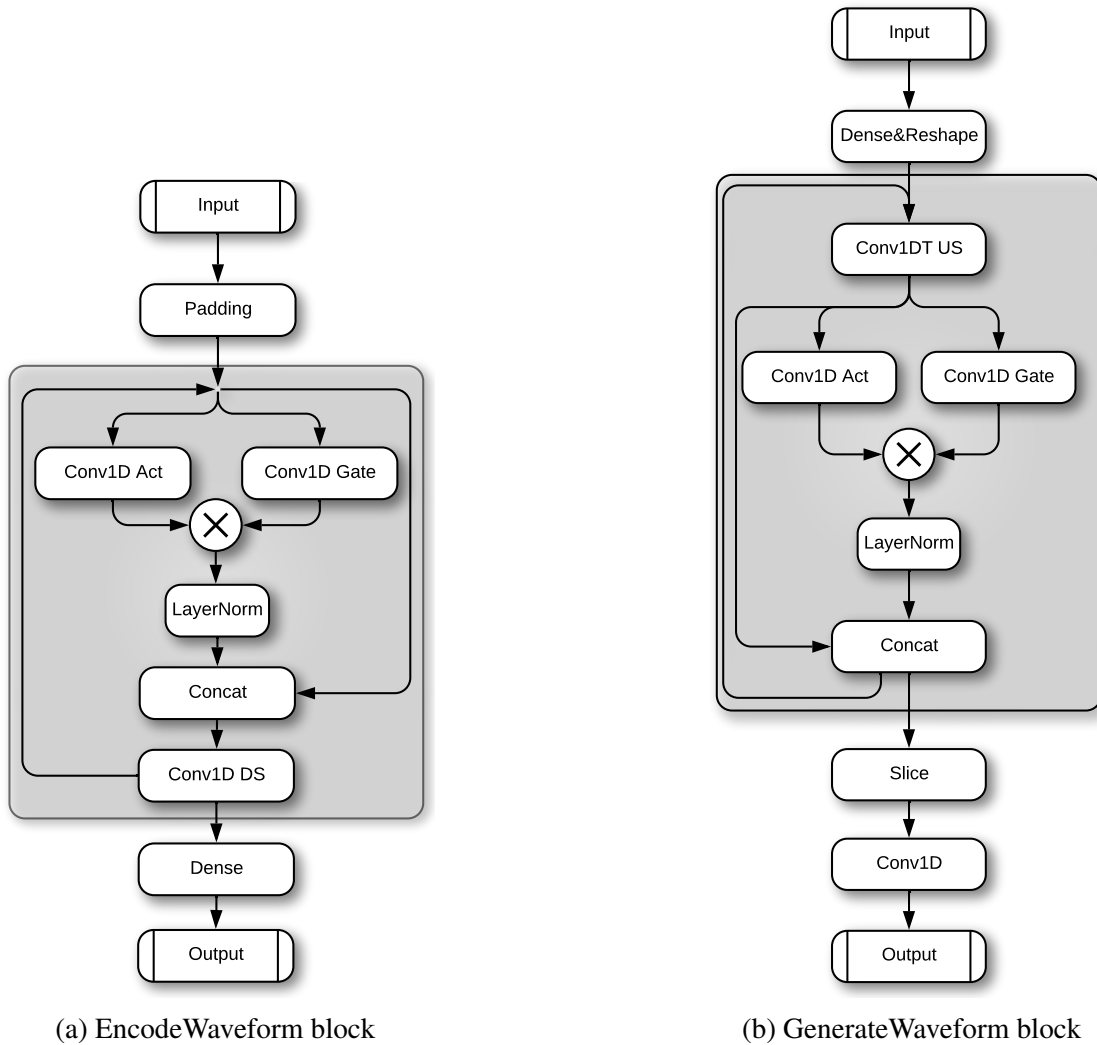 Input
Padding
Conv1D Act
Conv1D Gate
LayerNorm
Concat
Conv1D DS
Dense
Output
(a) EncodeWaveform block
Input
Dense&Reshape
Conv1DT US
Conv1D Act
Conv1D Gate
LayerNorm
Concat
Slice
Conv1D
Output
(b) GenerateWaveform block